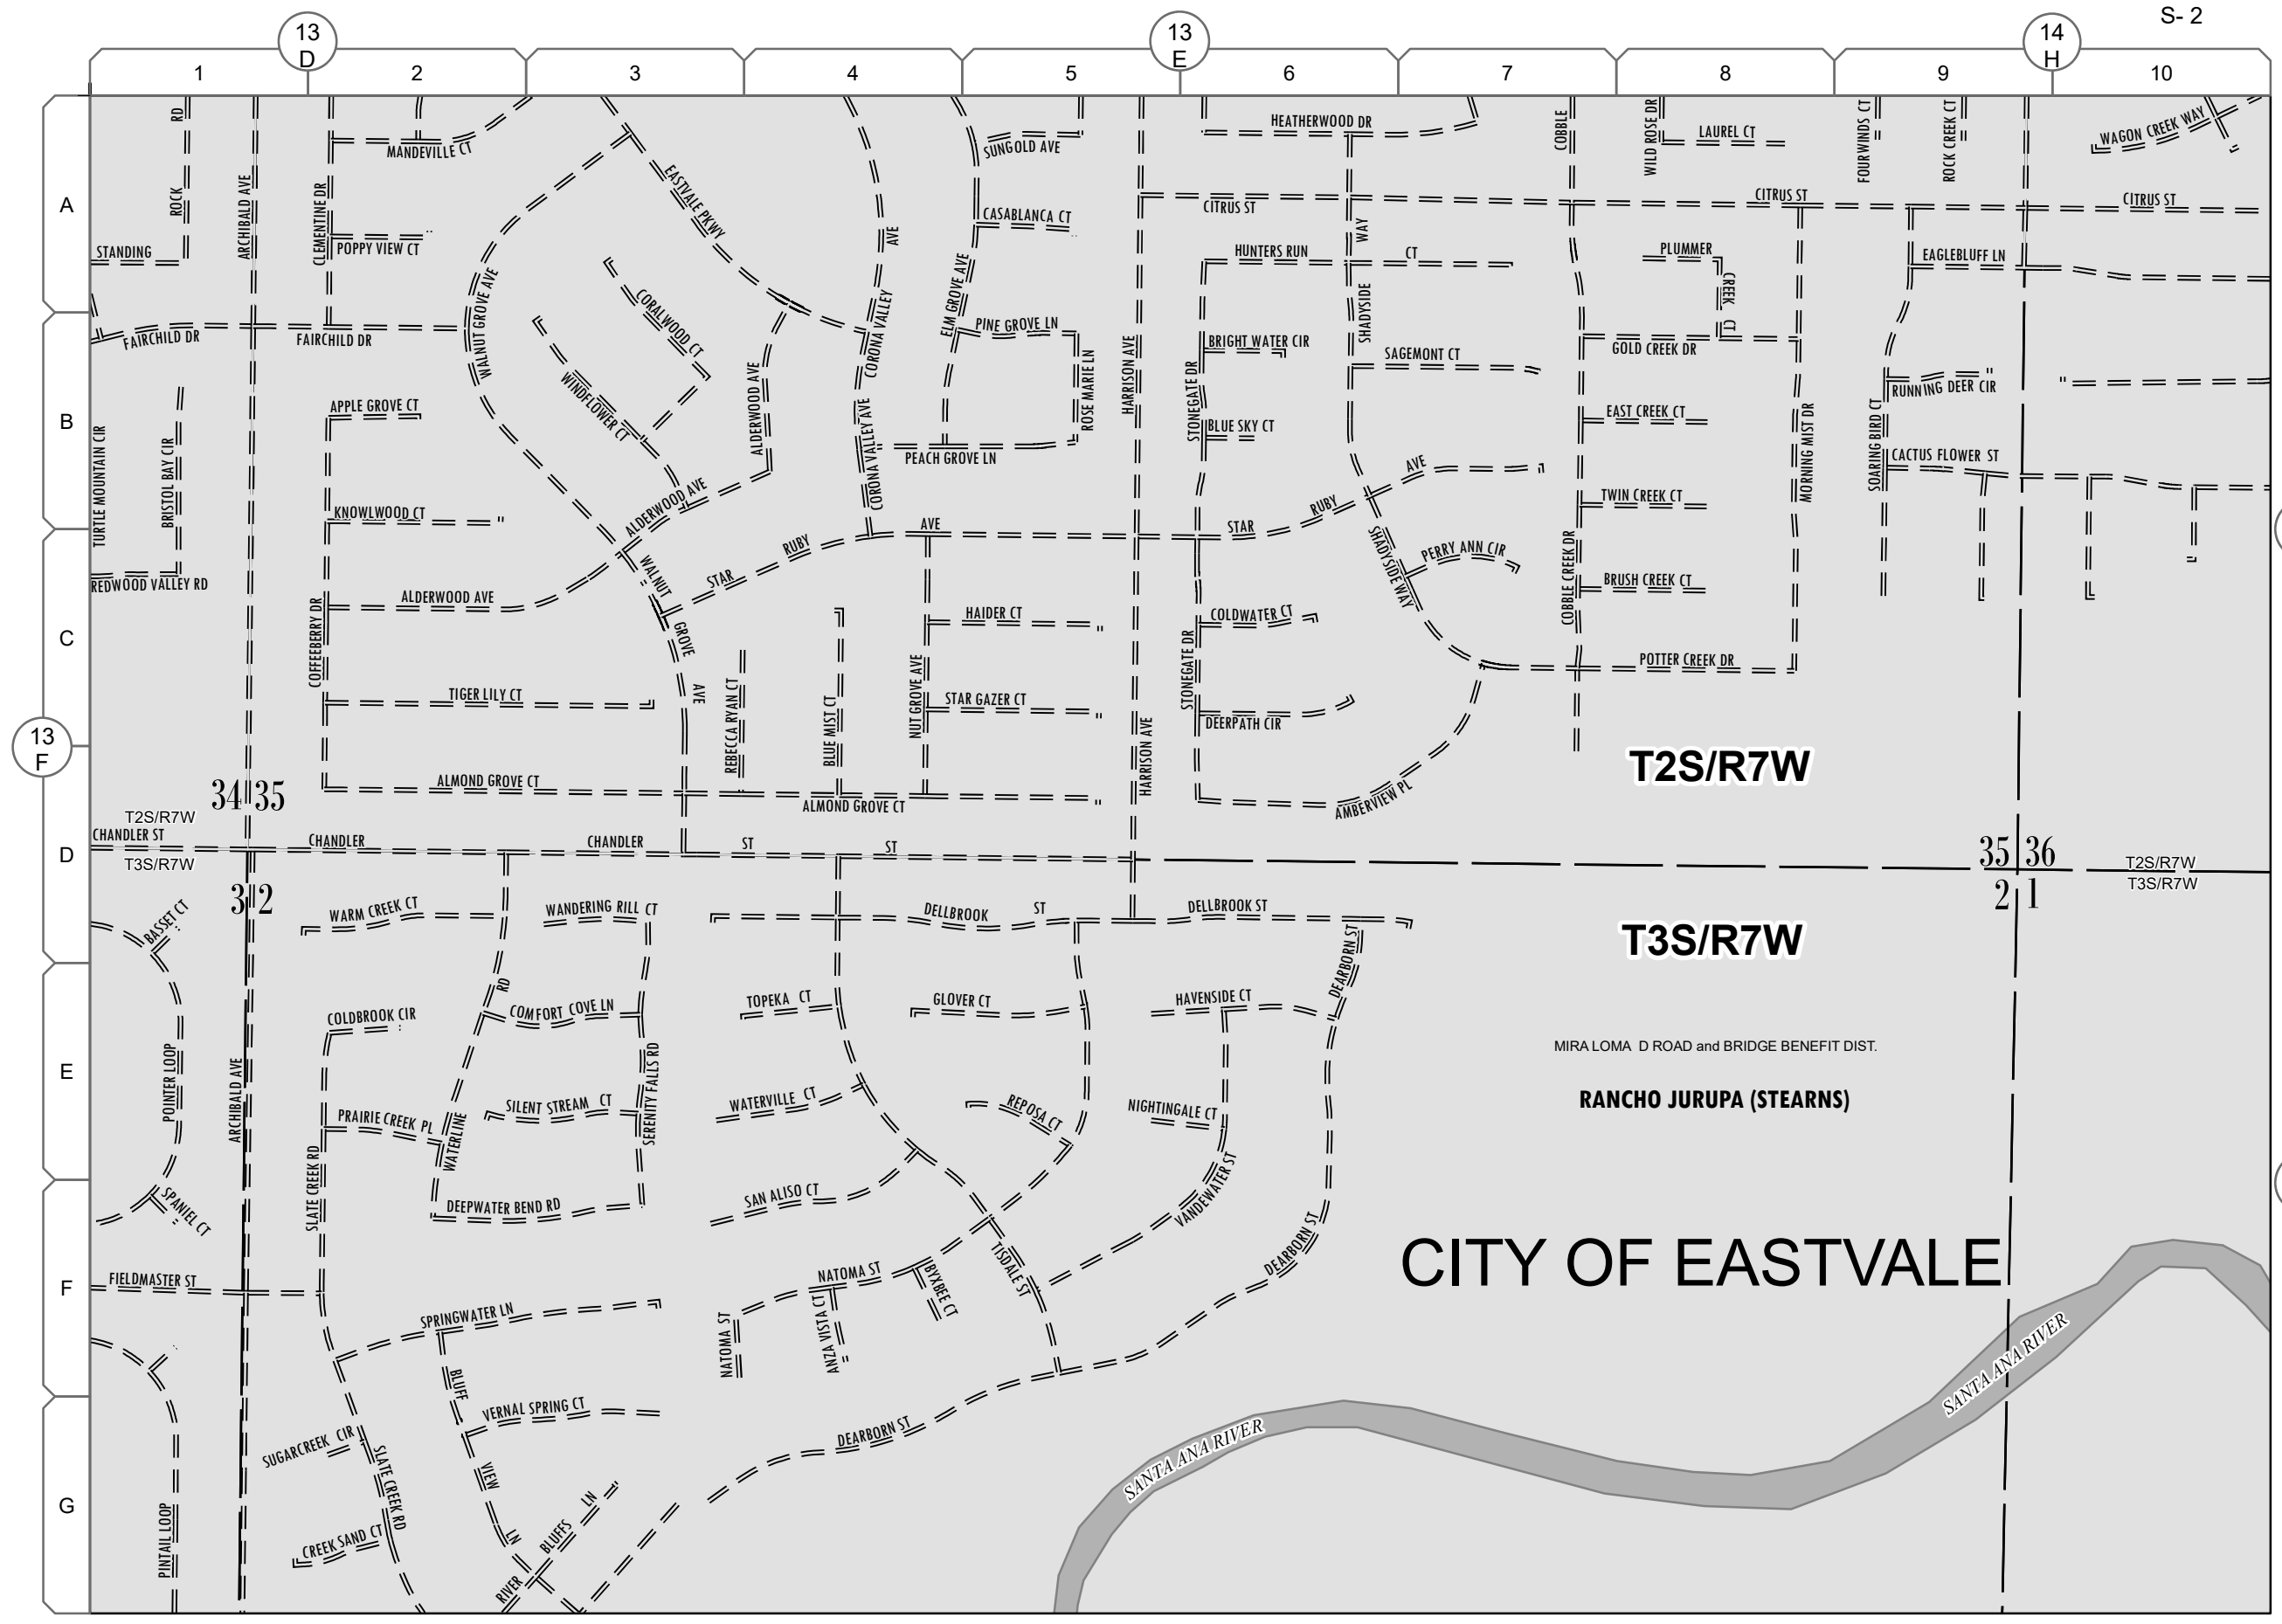 S- 2
13
D
13
E
14
H
1
2
3
4
5
6
7
8
9
10
A
B
C
D
E
F
G
13
F
RD
ROCK
STANDING
ARCHIBALD AVE
CLEMENTINE DR
MANDEVILLE CT
POPPY VIEW CT
EASTVALE PKWY
WALNUT GROVE AVE
CORALWOOD CT
WINDFLOWER CT
AVE
CORONA VALLEY
SUNGOLD AVE
CASABLANCA CT
ELM GROVE AVE
PINE GROVE LN
ROSE MARIE LN
HARRISON AVE
HEATHERWOOD DR
CITRUS ST
WAY
HUNTERS RUN
CT
SHADYSIDE
COBBLE
WILD ROSE DR
LAUREL CT
CITRUS ST
PLUMMER
CREEK
CT
GOLD CREEK DR
FOURWINDS CT
ROCK CREEK CT
WAGON CREEK WAY
CITRUS ST
EAGLEBLUFF LN
FAIRCHILD DR
FAIRCHILD DR
APPLE GROVE CT
TURTLE MOUNTAIN CIR
BRISTOL BAY CIR
KNOWLWOOD CT
ALDERWOOD AVE
ALDERWOOD AVE
CORONA VALLEY AVE
PEACH GROVE LN
STONEGATE DR
BRIGHT WATER CIR
BLUE SKY CT
SAGEMONT CT
AVE
RUBY
STAR
EAST CREEK CT
TWIN CREEK CT
MORNING MIST DR
SOARING BIRD CT
RUNNING DEER CIR
CACTUS FLOWER ST
REDWOOD VALLEY RD
COFFEEBERRY DR
ALDERWOOD AVE
TIGER LILY CT
WALNUT
GROVE
AVE
STAR
RUBY
AVE
REBECCA RYAN CT
BLUE MIST CT
NUT GROVE AVE
HAIDER CT
STAR GAZER CT
HARRISON AVE
STONEGATE DR
COLDWATER CT
DEERPATH CIR
SHADYSIDE WAY
PERRY ANN CIR
COBBLE CREEK DR
BRUSH CREEK CT
POTTER CREEK DR
ALMOND GROVE CT
ALMOND GROVE CT
AMBERVIEW PL
T2S/R7W
34
35
T2S/R7W
CHANDLER ST
CHANDLER
CHANDLER
ST
ST
T3S/R7W
3
2
35
36
2
1
T2S/R7W
T3S/R7W
T3S/R7W
BASSET CT
WARM CREEK CT
WANDERING RILL CT
DELLBROOK
ST
DELLBROOK ST
DEARBORN ST
RD
COLDBROOK CIR
COMFORT COVE LN
TOPEKA CT
GLOVER CT
HAVENSIDE CT
MIRA LOMA D ROAD and BRIDGE BENEFIT DIST.
RANCHO JURUPA (STEARNS)
POINTER LOOP
ARCHIBALD AVE
PRAIRIE CREEK PL
WATERLINE
SILENT STREAM CT
SERENITY FALLS RD
WATERVILLE CT
REPOSA CT
NIGHTINGALE CT
SPANIEL CT
SLATE CREEK RD
DEEPWATER BEND RD
SAN ALISO CT
VANDEWATER ST
CITY OF EASTVALE
FIELDMASTER ST
SPRINGWATER LN
NATOMA ST
NATOMA ST
ANZA VISTA CT
BYXBEE CT
TISDALE ST
DEARBORN ST
BLUFF
VIEW
LN
VERNAL SPRING CT
SUGARCREEK CIR
SLATE CREEK RD
DEARBORN ST
SANTA ANA RIVER
SANTA ANA RIVER
PINTAIL LOOP
CREEK SAND CT
RIVER
BLUFFS
LN